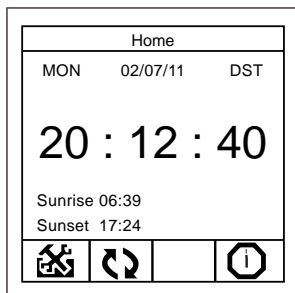 Home
MON 02/07/11 DST
20 : 12 : 40
Sunrise 06:39
Sunset 17:24
i